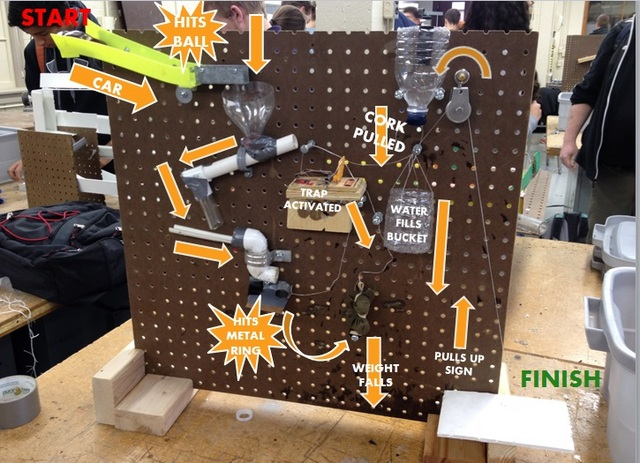 START
HITS
BALL
CAR
CORK
PULLED
TRAP
ACTIVATED
WATER
FILLS
BUCKET
HITS
METAL
RING
WEIGHT
FALLS
PULLS UP
SIGN
FINISH